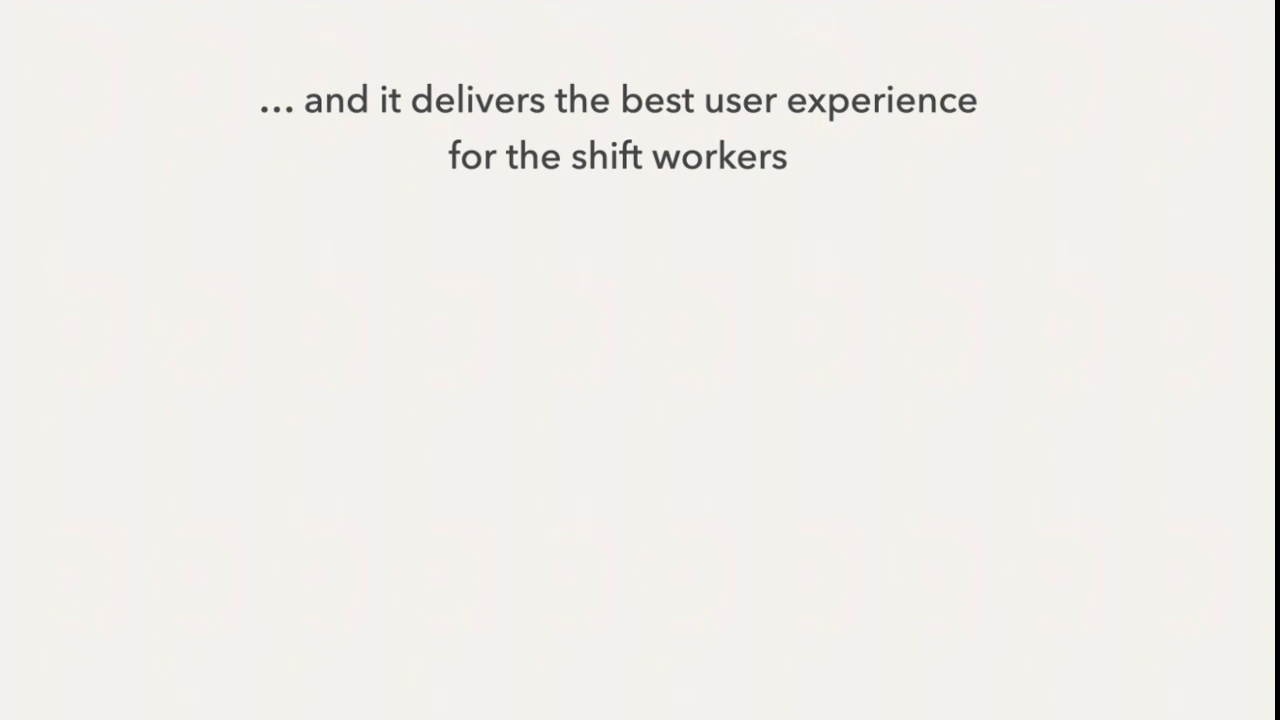 ... and it delivers the best user experience
for the shift workers